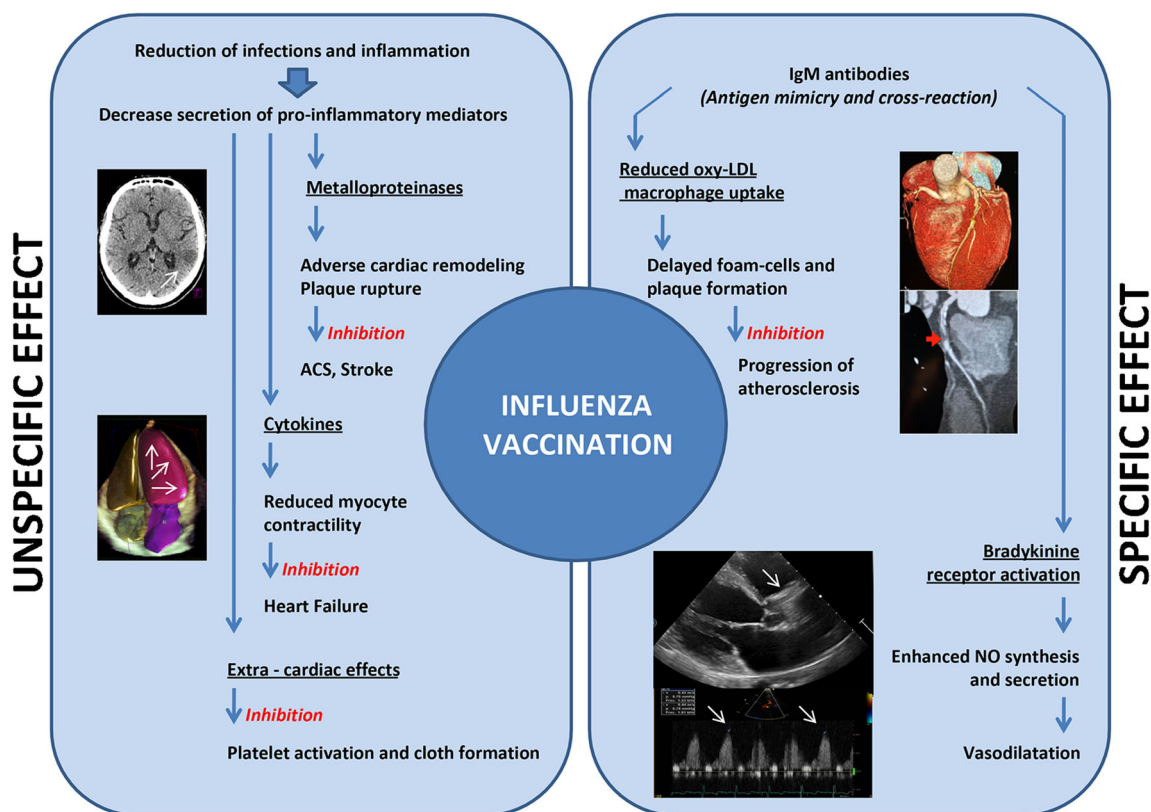 UNSPECIFIC EFFECT
Reduction of infections and inflammation
Decrease secretion of pro-inflammatory mediators
Metalloproteinases
Adverse cardiac remodeling
Plaque rupture
Inhibition
ACS, Stroke
Cytokines
Reduced myocyte
contractility
Inhibition
Heart Failure
Extra - cardiac effects
Inhibition
Platelet activation and cloth formation
INFLUENZA
VACCINATION
IgM antibodies
(Antigen mimicry and cross-reaction)
Reduced oxy-LDL
macrophage uptake
Delayed foam-cells and
plaque formation
Inhibition
Progression of
atherosclerosis
Bradykinine
receptor activation
Enhanced NO synthesis
and secretion
Vasodilatation
SPECIFIC EFFECT